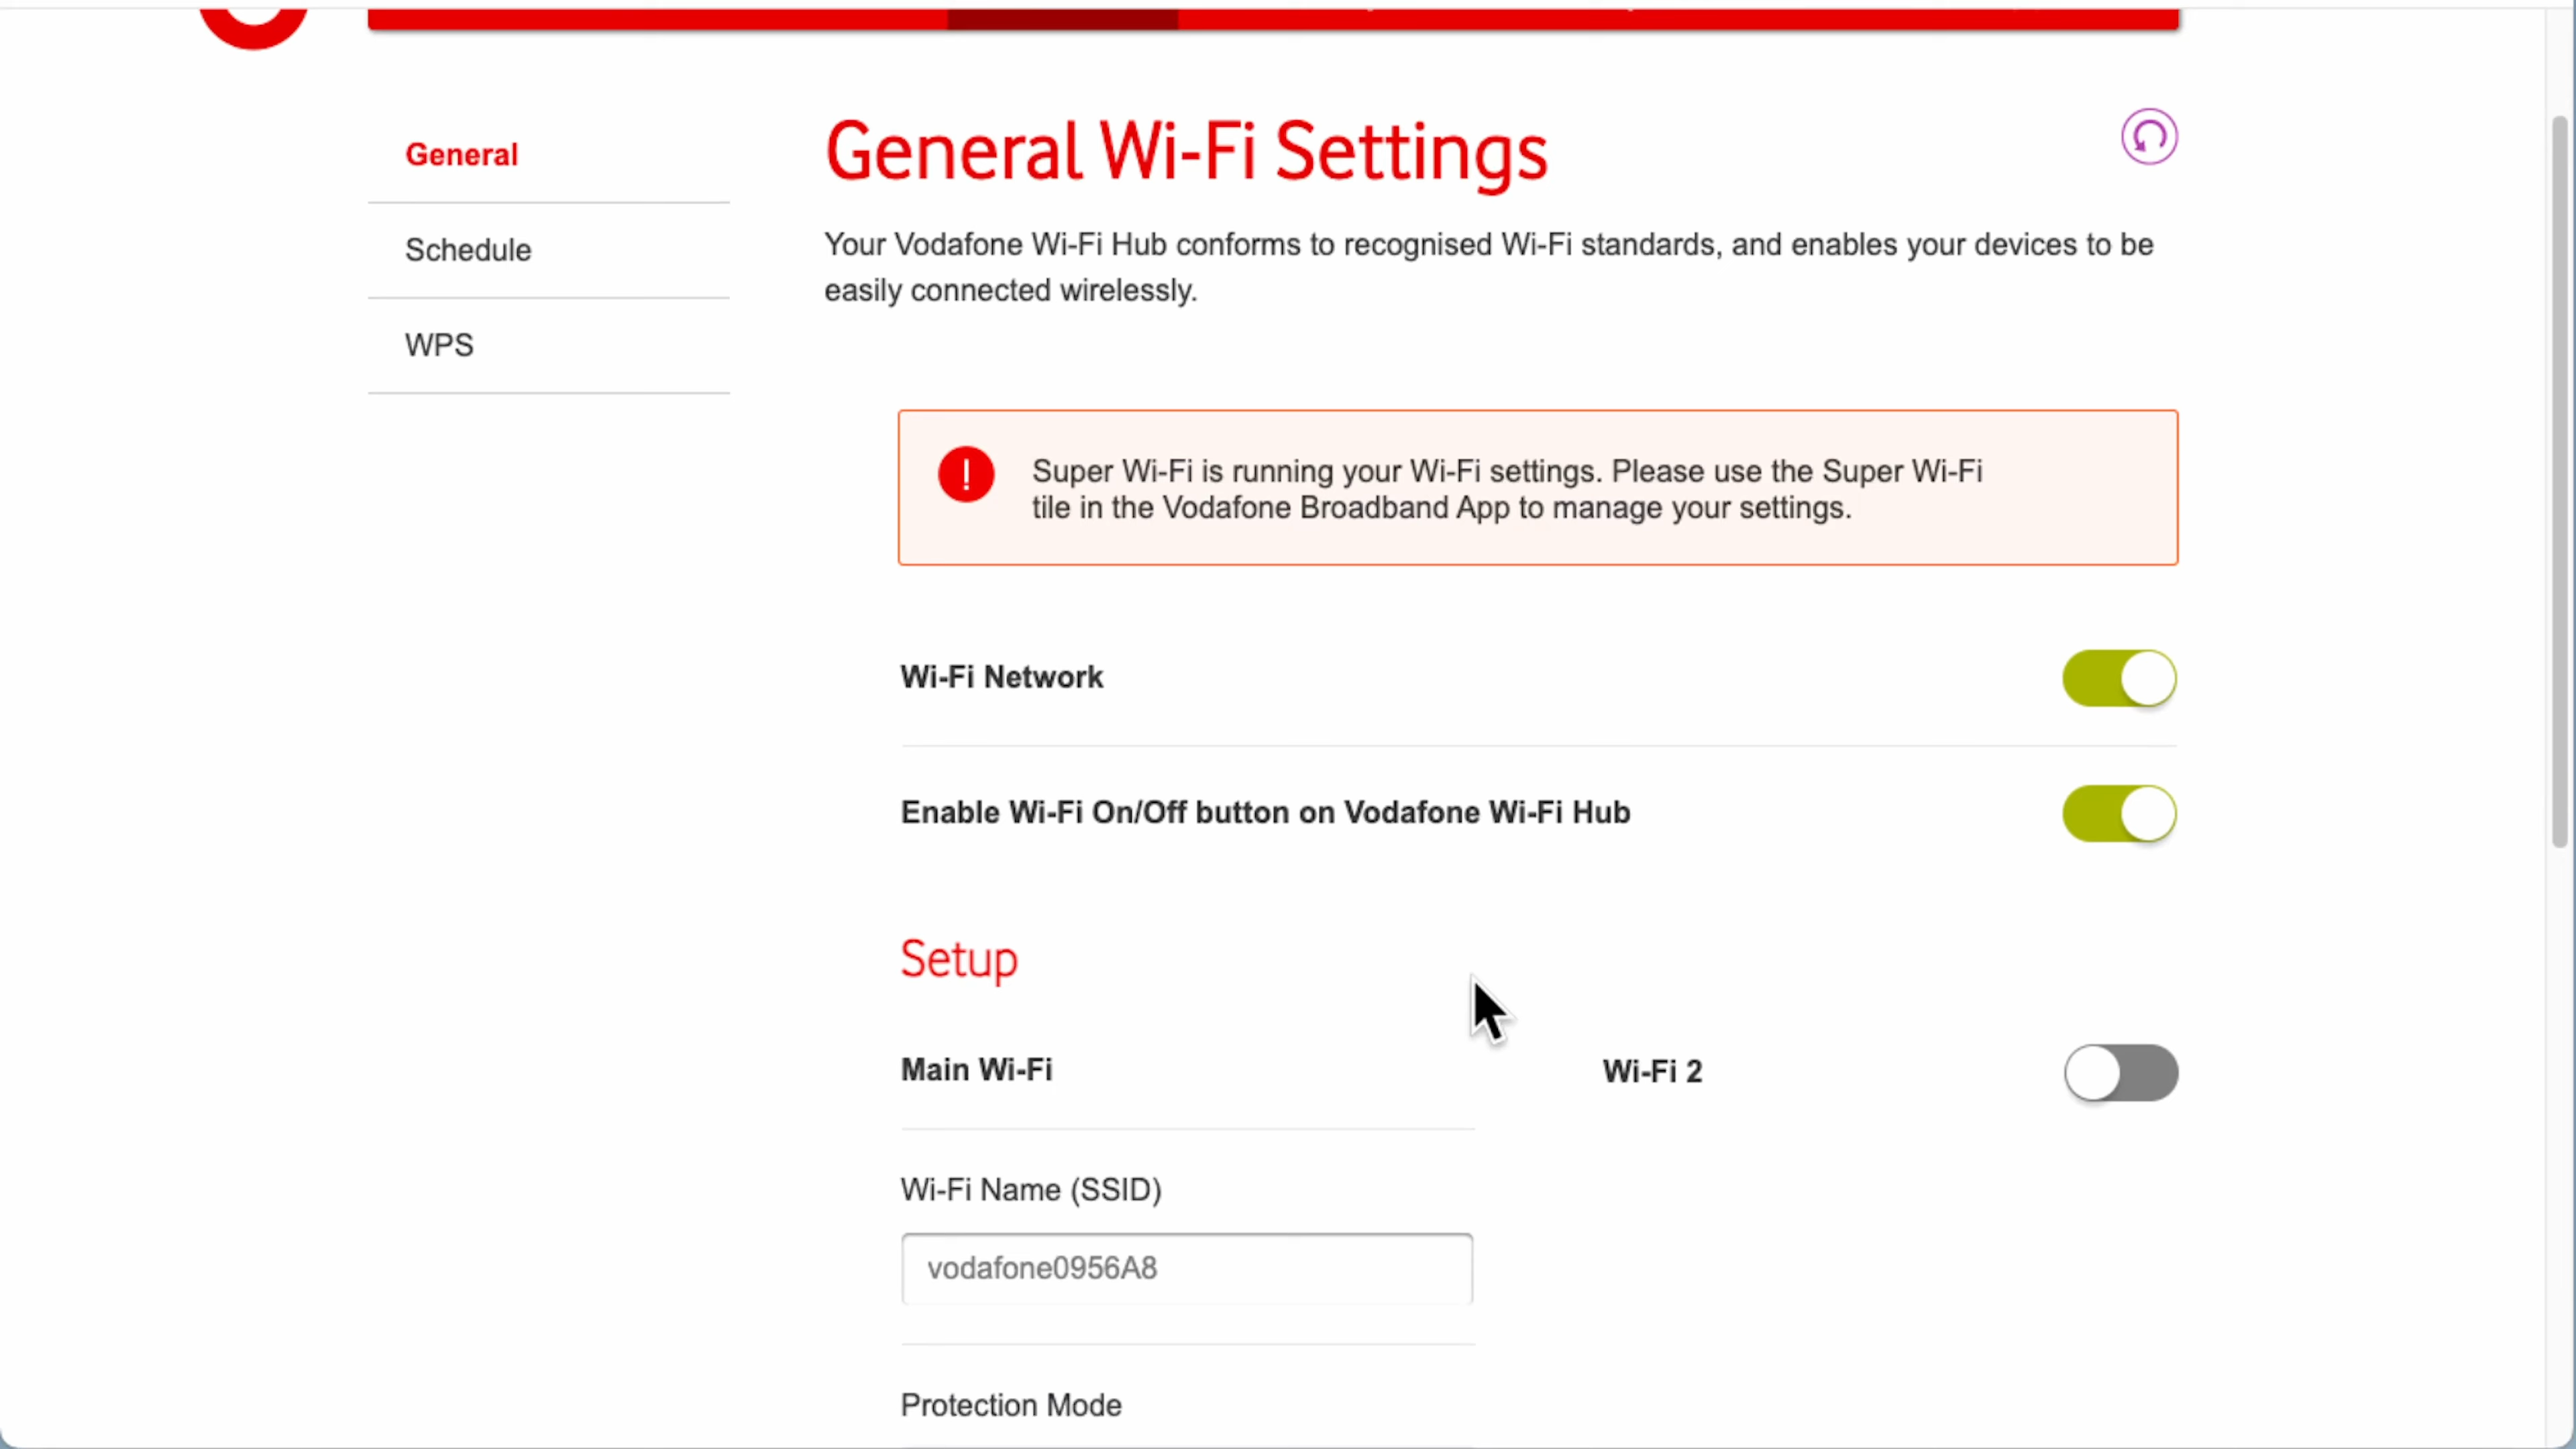 General
Schedule
WPS
General Wi-Fi Settings
Your Vodafone Wi-Fi Hub conforms to recognised Wi-Fi standards, and enables your devices to be
easily connected wirelessly.
Super Wi-Fi is running your Wi-Fi settings. Please use the Super Wi-Fi
tile in the Vodafone Broadband App to manage your settings.
Wi-Fi Network
Enable Wi-Fi On/Off button on Vodafone Wi-Fi Hub
Setup
Main Wi-Fi
Wi-Fi 2
Wi-Fi Name (SSID)
vodafone0956A8
Protection Mode